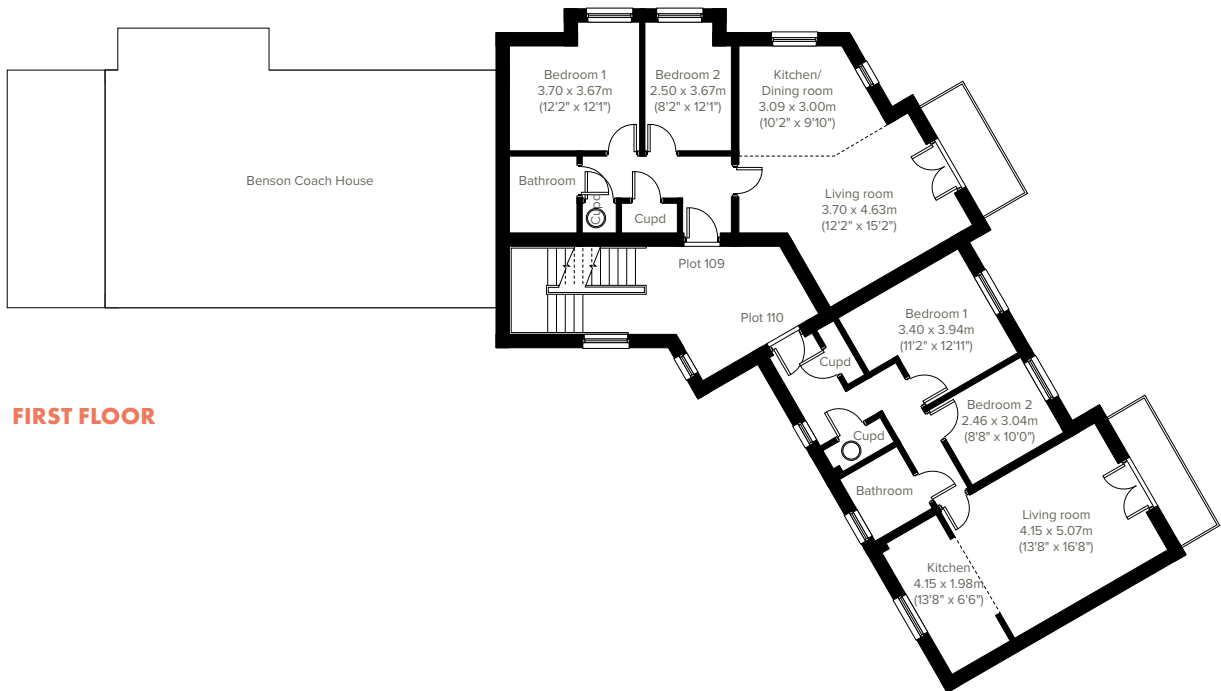 Bedroom 1
3.70 x 3.67m
(12'2" x 12'1")
Bedroom 2
2.50 x 3.67m
(8'2" x 12'1")
Kitchen/
Dining room
3.09 x 3.00m
(10'2" x 9'10")
Benson Coach House
Bathroom
Cupd
Cupd
Living room
3.70 x 4.63m
(12'2" x 15'2")
Plot 109
Plot 110
Bedroom 1
3.40 x 3.94m
(11'2" x 12'11")
Cupd
FIRST FLOOR
Bedroom 2
2.46 x 3.04m
(8'8" x 10'0")
Cupd
Bathroom
Living room
4.15 x 5.07m
(13'8" x 16'8")
Kitchen
4.15 x 1.98m
(13'8" x 6'6")